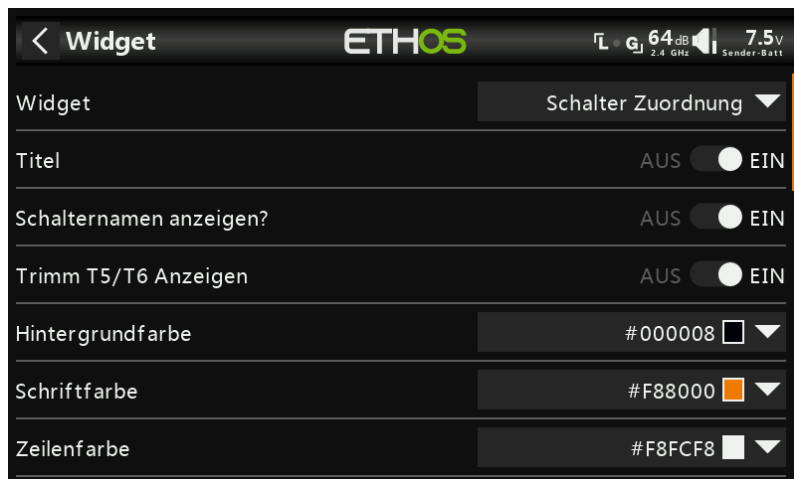 Widget ETHOS L G 64dB 2.4 GHz 7.5V Sender-Batt
Widget Schalter Zuordnung
Titel AUS EIN
Schalternamen anzeigen? AUS EIN
Trimm T5/T6 Anzeigen AUS EIN
Hintergrundfarbe #000008
Schriftfarbe #F88000
Zeilenfarbe #F8FCF8